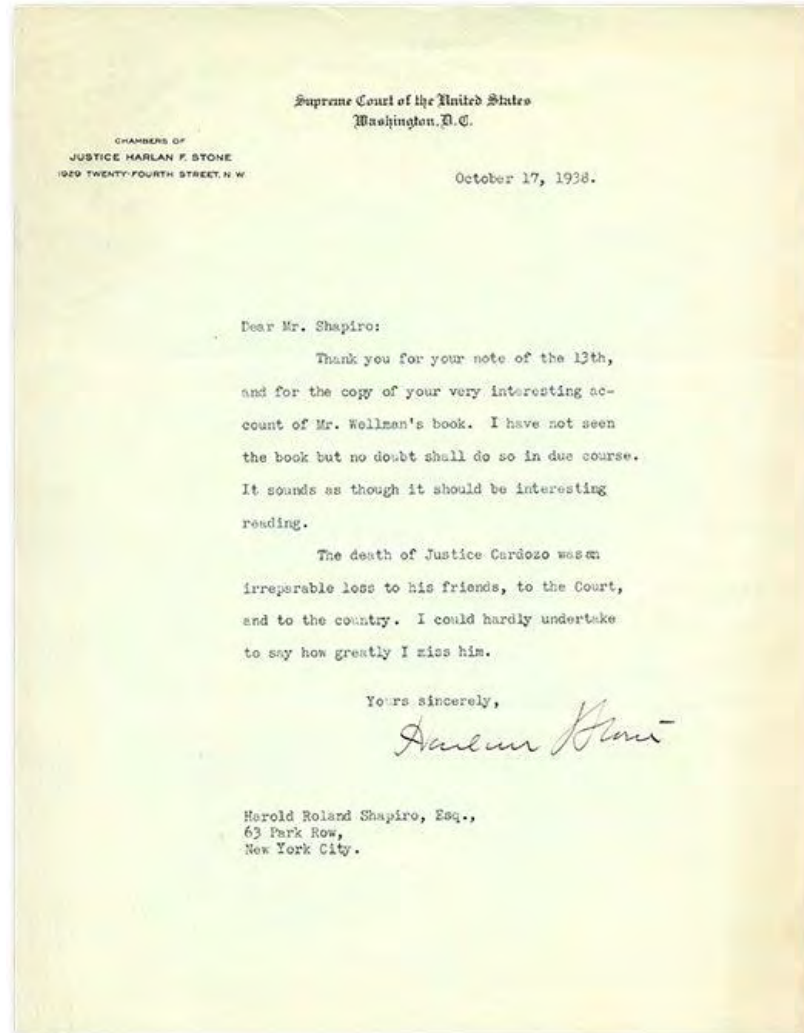 Supreme Court of the United States
Washington, D.C.
CHAMBERS OF
JUSTICE HARLAN F. STONE
1929 TWENTY-FOURTH STREET, N.W.
October 17, 1938.
Dear Mr. Shapiro:
Thank you for your note of the 13th,
and for the copy of your very interesting ac-
count of Mr. Wellman's book. I have not seen
the book but no doubt shall do so in due course.
It sounds as though it should be interesting
reading.
The death of Justice Cardozo was an
irreparable loss to his friends, to the Court,
and to the country. I could hardly undertake
to say how greatly I miss him.
Yours sincerely,
Harlan F. Stone
Harold Roland Shapiro, Esq.,
63 Park Row,
New York City.